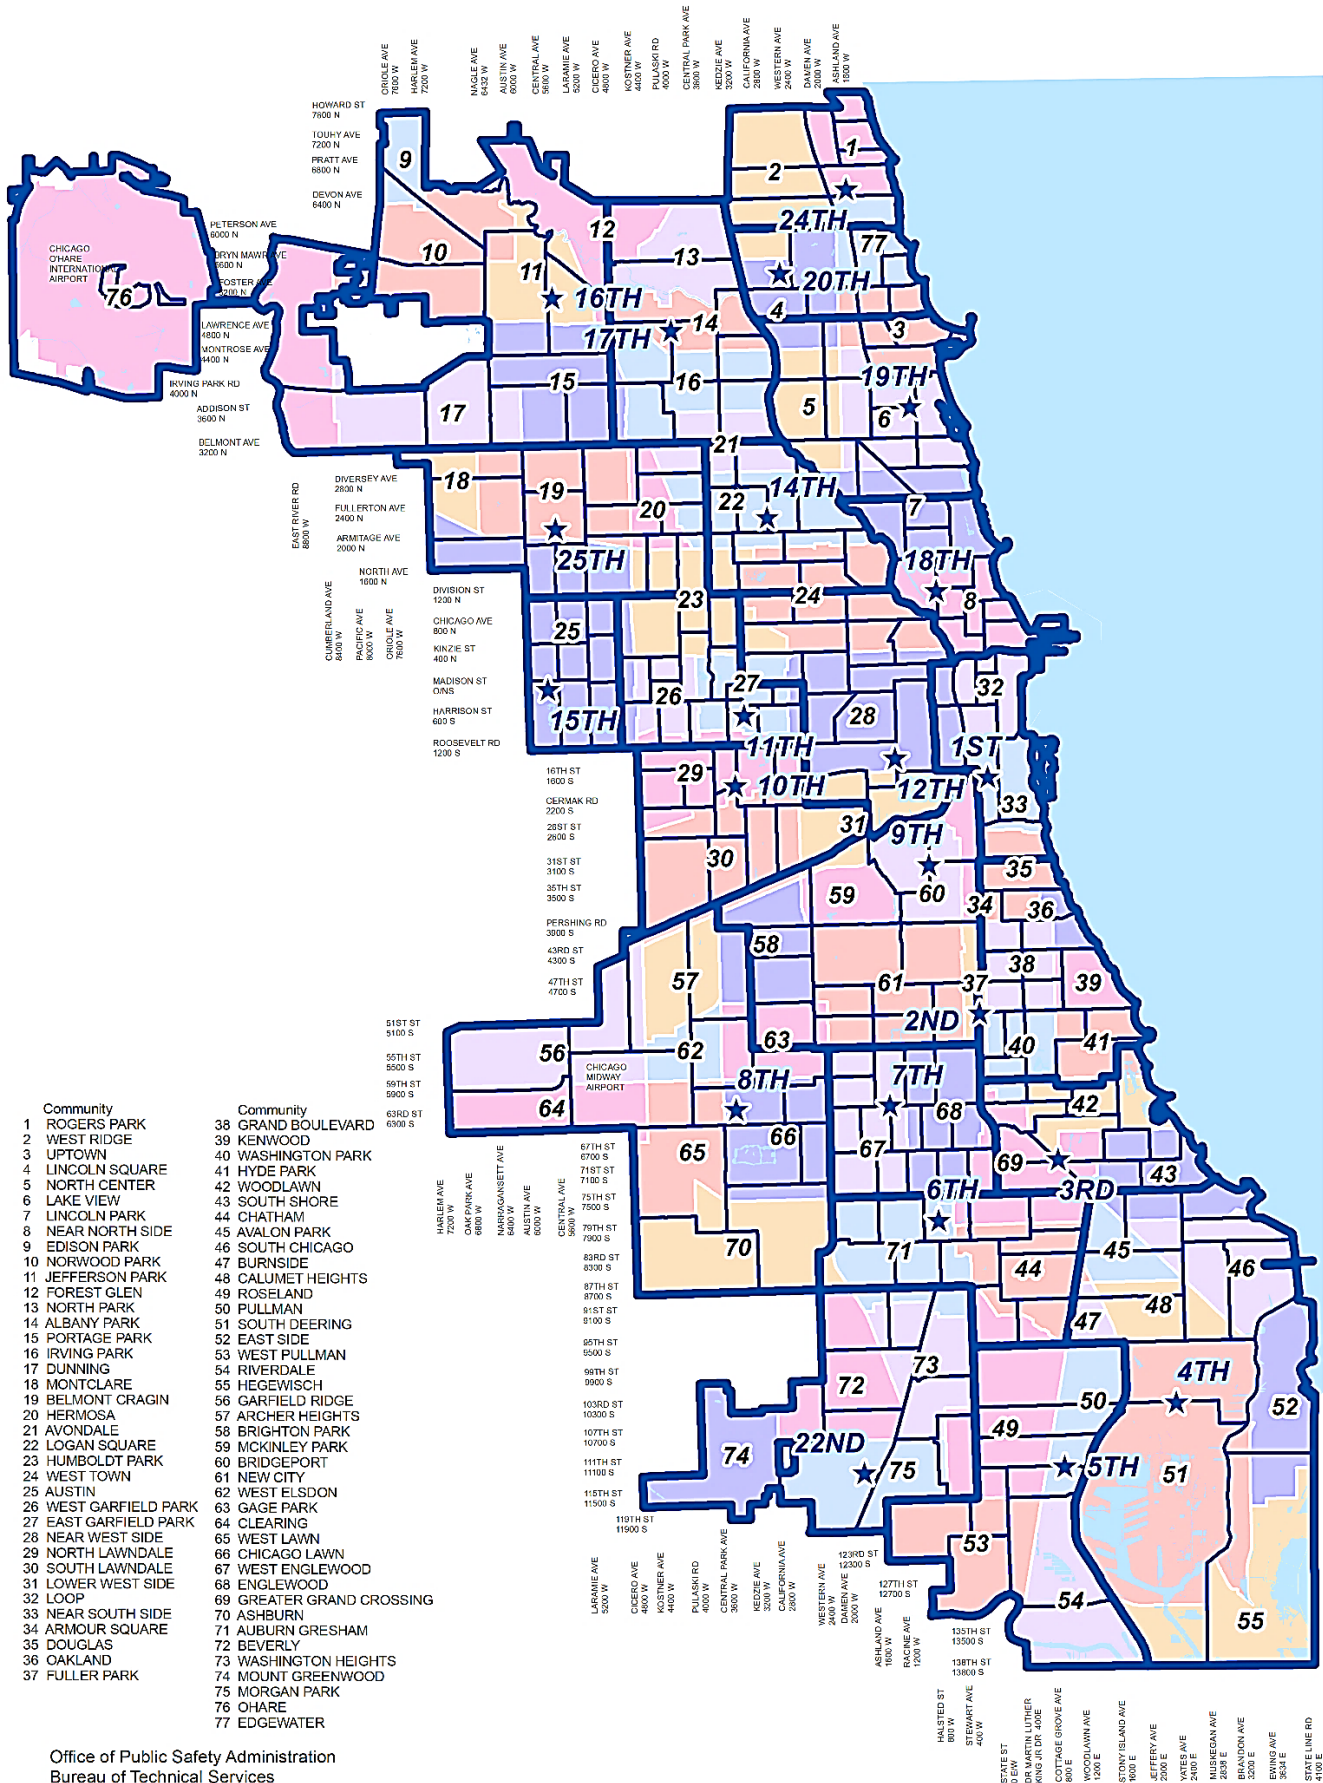 ORIOLE AVE
7600 W
HARLEM AVE
7200 W
NAGLE AVE
6432 W
AUSTIN AVE
6000 W
CENTRAL AVE
5600 W
LARAMIE AVE
5200 W
CICERO AVE
4800 W
KOSTNER AVE
4400 W
PULASKI RD
4000 W
CENTRAL PARK AVE
3600 W
KEDZIE AVE
3200 W
CALIFORNIA AVE
2800 W
WESTERN AVE
2400 W
DAMEN AVE
2000 W
ASHLAND AVE
1600 W
HOWARD ST
7600 N
TOUHY AVE
7200 N
PRATT AVE
6800 N
DEVON AVE
6400 N
PETERSON AVE
6000 N
BRYN MAWR AVE
5600 N
FOSTER AVE
5200 N
LAWRENCE AVE
4800 N
MONTROSE AVE
4400 N
IRVING PARK RD
4000 N
ADDISON ST
3600 N
BELMONT AVE
3200 N
CHICAGO
O'HARE
INTERNATIONAL
AIRPORT
76
9
10
11
12
13
1
2
24TH
77
20TH
16TH
17TH
14
4
3
19TH
15
16
17
5
6
21
18
19
20
22
14TH
7
25TH
18TH
23
24
8
25
26
27
28
32
15TH
11TH
1ST
29
10TH
12TH
33
31
9TH
30
35
59
60
34
36
58
38
57
61
37
39
2ND
40
41
56
62
63
CHICAGO
MIDWAY
AIRPORT
8TH
7TH
64
68
42
66
65
67
69
43
6TH
3RD
70
71
45
44
46
48
47
73
72
4TH
50
52
49
22ND
74
75
5TH
51
53
54
55
DIVERSEY AVE
2800 N
FULLERTON AVE
2400 N
ARMITAGE AVE
2000 N
NORTH AVE
1600 N
DIVISION ST
1200 N
CHICAGO AVE
800 N
KINZIE ST
400 N
MADISON ST
O/NS
HARRISON ST
600 S
ROOSEVELT RD
1200 S
EAST RIVER RD
8800 W
CUMBERLAND AVE
8400 W
PACIFIC AVE
8000 W
ORIOLE AVE
7600 W
16TH ST
1600 S
CERMAK RD
2200 S
2600 S
31ST ST
3100 S
35TH ST
3500 S
PERSHING RD
3900 S
43RD ST
4300 S
47TH ST
4700 S
51ST ST
5100 S
55TH ST
5500 S
59TH ST
5900 S
63RD ST
6300 S
67TH ST
6700 S
71ST ST
7100 S
75TH ST
7500 S
79TH ST
7900 S
83RD ST
8300 S
87TH ST
8700 S
91ST ST
9100 S
95TH ST
9500 S
99TH ST
9900 S
103RD ST
10300 S
107TH ST
10700 S
111TH ST
11100 S
115TH ST
11500 S
119TH ST
11900 S
123RD ST
12300 S
127TH ST
12700 S
135TH ST
13500 S
138TH ST
13800 S
HARLEM AVE
7200 W
OAK PARK AVE
6800 W
NARRAGANSETT AVE
6400 W
AUSTIN AVE
6000 W
CENTRAL AVE
5600 W
LARAMIE AVE
5200 W
CICERO AVE
4800 W
KOSTNER AVE
4400 W
PULASKI RD
4000 W
CENTRAL PARK AVE
3600 W
KEDZIE AVE
3200 W
CALIFORNIA AVE
2800 W
WESTERN AVE
2400 W
DAMEN AVE
2000 W
ASHLAND AVE
1600 W
RACINE AVE
1200 W
HALSTED ST
800 W
STEWART AVE
400 W
STATE ST
0 E/W
DR MARTIN LUTHER
KING JR DR 400E
COTTAGE GROVE AVE
800 E
WOODLAWN AVE
1200 E
STONY ISLAND AVE
1600 E
JEFFERY AVE
2000 E
YATES AVE
2400 E
MUSKEGAN AVE
2838 E
BRANDON AVE
3200 E
EWING AVE
3634 E
STATE LINE RD
4100 E
Community
1 ROGERS PARK
2 WEST RIDGE
3 UPTOWN
4 LINCOLN SQUARE
5 NORTH CENTER
6 LAKE VIEW
7 LINCOLN PARK
8 NEAR NORTH SIDE
9 EDISON PARK
10 NORWOOD PARK
11 JEFFERSON PARK
12 FOREST GLEN
13 NORTH PARK
14 ALBANY PARK
15 PORTAGE PARK
16 IRVING PARK
17 DUNNING
18 MONTCLARE
19 BELMONT CRAGIN
20 HERMOSA
21 AVONDALE
22 LOGAN SQUARE
23 HUMBOLDT PARK
24 WEST TOWN
25 AUSTIN
26 WEST GARFIELD PARK
27 EAST GARFIELD PARK
28 NEAR WEST SIDE
29 NORTH LAWNDALE
30 SOUTH LAWNDALE
31 LOWER WEST SIDE
32 LOOP
33 NEAR SOUTH SIDE
34 ARMOUR SQUARE
35 DOUGLAS
36 OAKLAND
37 FULLER PARK
Community
38 GRAND BOULEVARD
39 KENWOOD
40 WASHINGTON PARK
41 HYDE PARK
42 WOODLAWN
43 SOUTH SHORE
44 CHATHAM
45 AVALON PARK
46 SOUTH CHICAGO
47 BURNSIDE
48 CALUMET HEIGHTS
49 ROSELAND
50 PULLMAN
51 SOUTH DEERING
52 EAST SIDE
53 WEST PULLMAN
54 RIVERDALE
55 HEGEWISCH
56 GARFIELD RIDGE
57 ARCHER HEIGHTS
58 BRIGHTON PARK
59 MCKINLEY PARK
60 BRIDGEPORT
61 NEW CITY
62 WEST ELSDON
63 GAGE PARK
64 CLEARING
65 WEST LAWN
66 CHICAGO LAWN
67 WEST ENGLEWOOD
68 ENGLEWOOD
69 GREATER GRAND CROSSING
70 ASHBURN
71 AUBURN GRESHAM
72 BEVERLY
73 WASHINGTON HEIGHTS
74 MOUNT GREENWOOD
75 MORGAN PARK
76 OHARE
77 EDGEWATER
Office of Public Safety Administration
Bureau of Technical Services